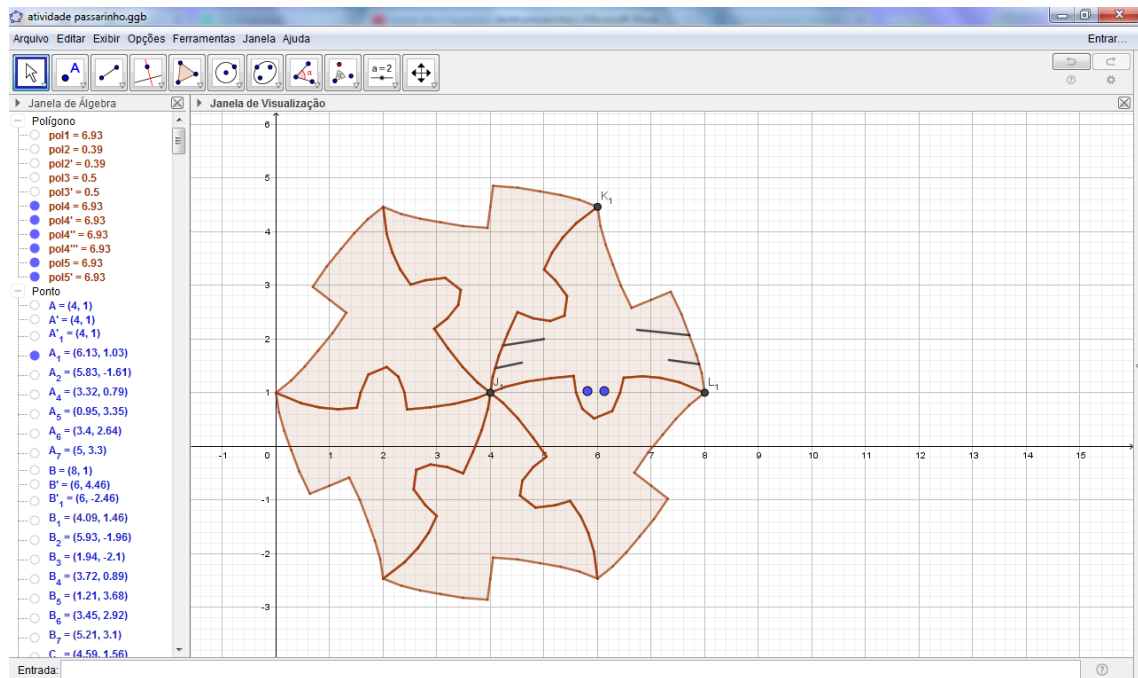 atividade passarinho.ggb
Arquivo Editar Exibir Opções Ferramentas Janela Ajuda Entrar...
A a=2
Janela de Álgebra
Janela de Visualização
Polígono
pol1 = 6.93
pol2 = 0.39
pol2' = 0.39
pol3 = 0.5
pol3' = 0.5
pol4 = 6.93
pol4' = 6.93
pol4'' = 6.93
pol4''' = 6.93
pol5 = 6.93
pol5' = 6.93
Ponto
A = (4, 1)
A' = (4, 1)
A'₁ = (4, 1)
A₁ = (6.13, 1.03)
A₂ = (5.83, -1.61)
A₄ = (3.32, 0.79)
A₅ = (0.95, 3.35)
A₆ = (3.4, 2.64)
A₇ = (5, 3.3)
B = (8, 1)
B' = (6, 4.46)
B'₁ = (6, -2.46)
B₁ = (4.09, 1.46)
B₂ = (5.93, -1.96)
B₃ = (1.94, -2.1)
B₄ = (3.72, 0.89)
B₅ = (1.21, 3.68)
B₆ = (3.45, 2.92)
B₇ = (5.21, 3.1)
C = (4.59, 1.56)
6
5
K₁
4
3
2
J₁
L₁
1
-1 0 1 2 3 4 5 6 7 8 9 10 11 12 13 14 15
-1
-2
-3
Entrada: